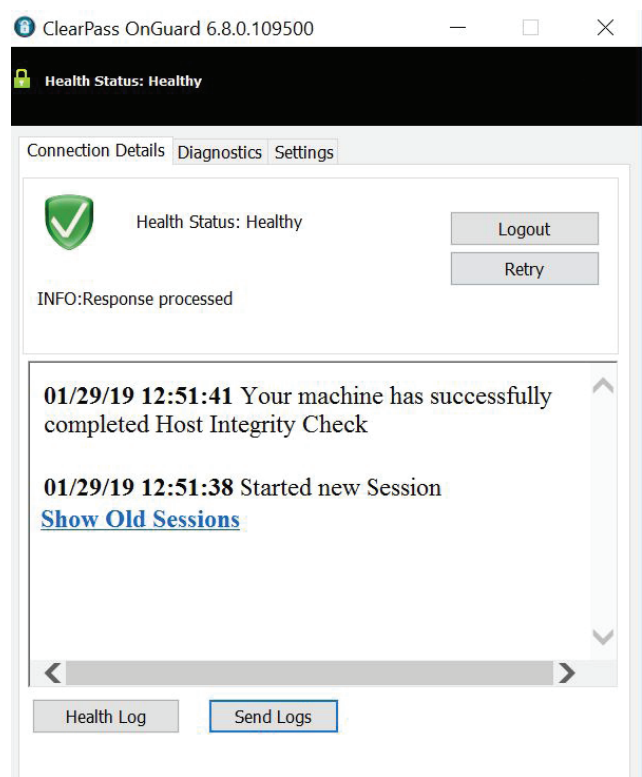 ClearPass OnGuard 6.8.0.109500
Health Status: Healthy
Connection Details Diagnostics Settings
Health Status: Healthy
Logout
Retry
INFO:Response processed
01/29/19 12:51:41 Your machine has successfully
completed Host Integrity Check
01/29/19 12:51:38 Started new Session
Show Old Sessions
Health Log Send Logs